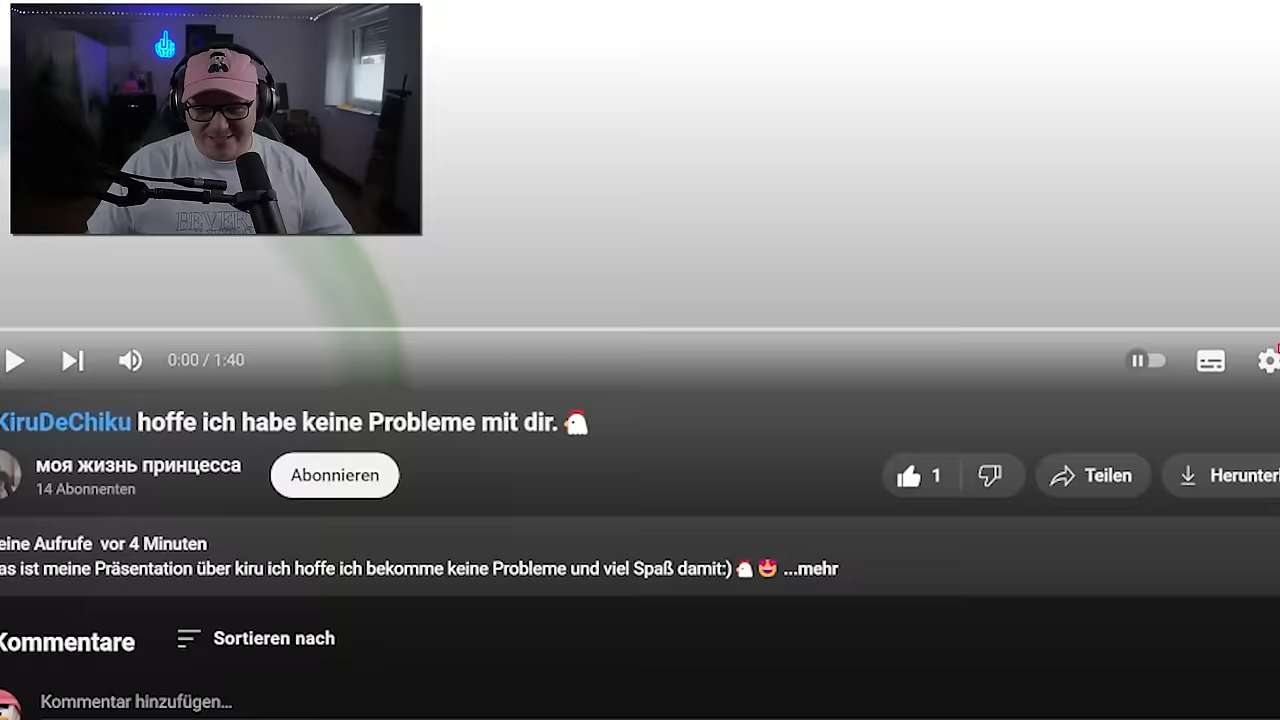 BEVER
0:00 / 1:40
KiruDeChiku hoffe ich habe keine Probleme mit dir. 🐔
моя жизнь принцесса
Abonnieren
14 Abonnenten
1
Teilen
Herunter
eine Aufrufe vor 4 Minuten
as ist meine Präsentation über kiru ich hoffe ich bekomme keine Probleme und viel Spaß damit:) 🐔 😍 ...mehr
Kommentare
Sortieren nach
Kommentar hinzufügen...